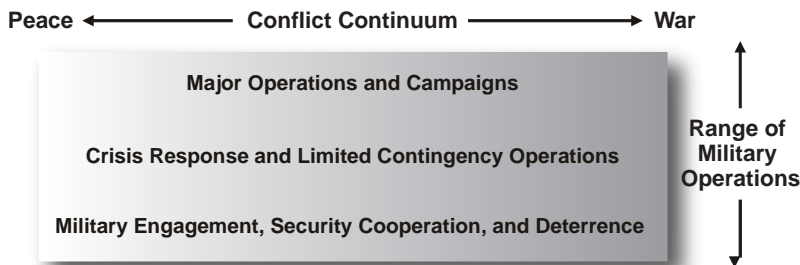 Peace Conflict Continuum War
Major Operations and Campaigns
Crisis Response and Limited Contingency Operations
Military Engagement, Security Cooperation, and Deterrence
Range of
Military
Operations